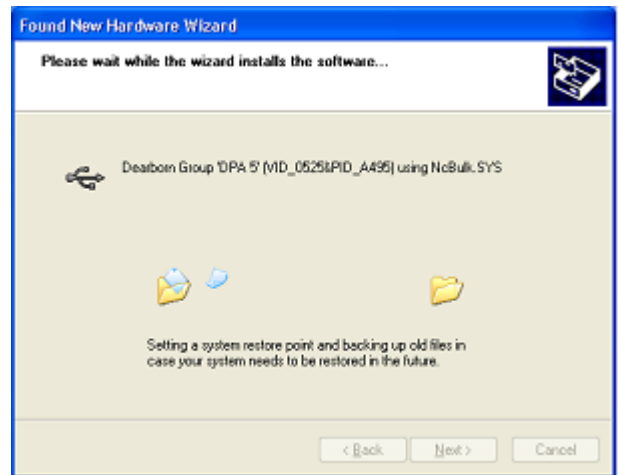 Found New Hardware Wizard
Please wait while the wizard installs the software...
Dearborn Group 'DPA 5' (VID_0525&PID_A495) using NcBulk.SYS
Setting a system restore point and backing up old files in
case your system needs to be restored in the future.
< Back Next > Cancel